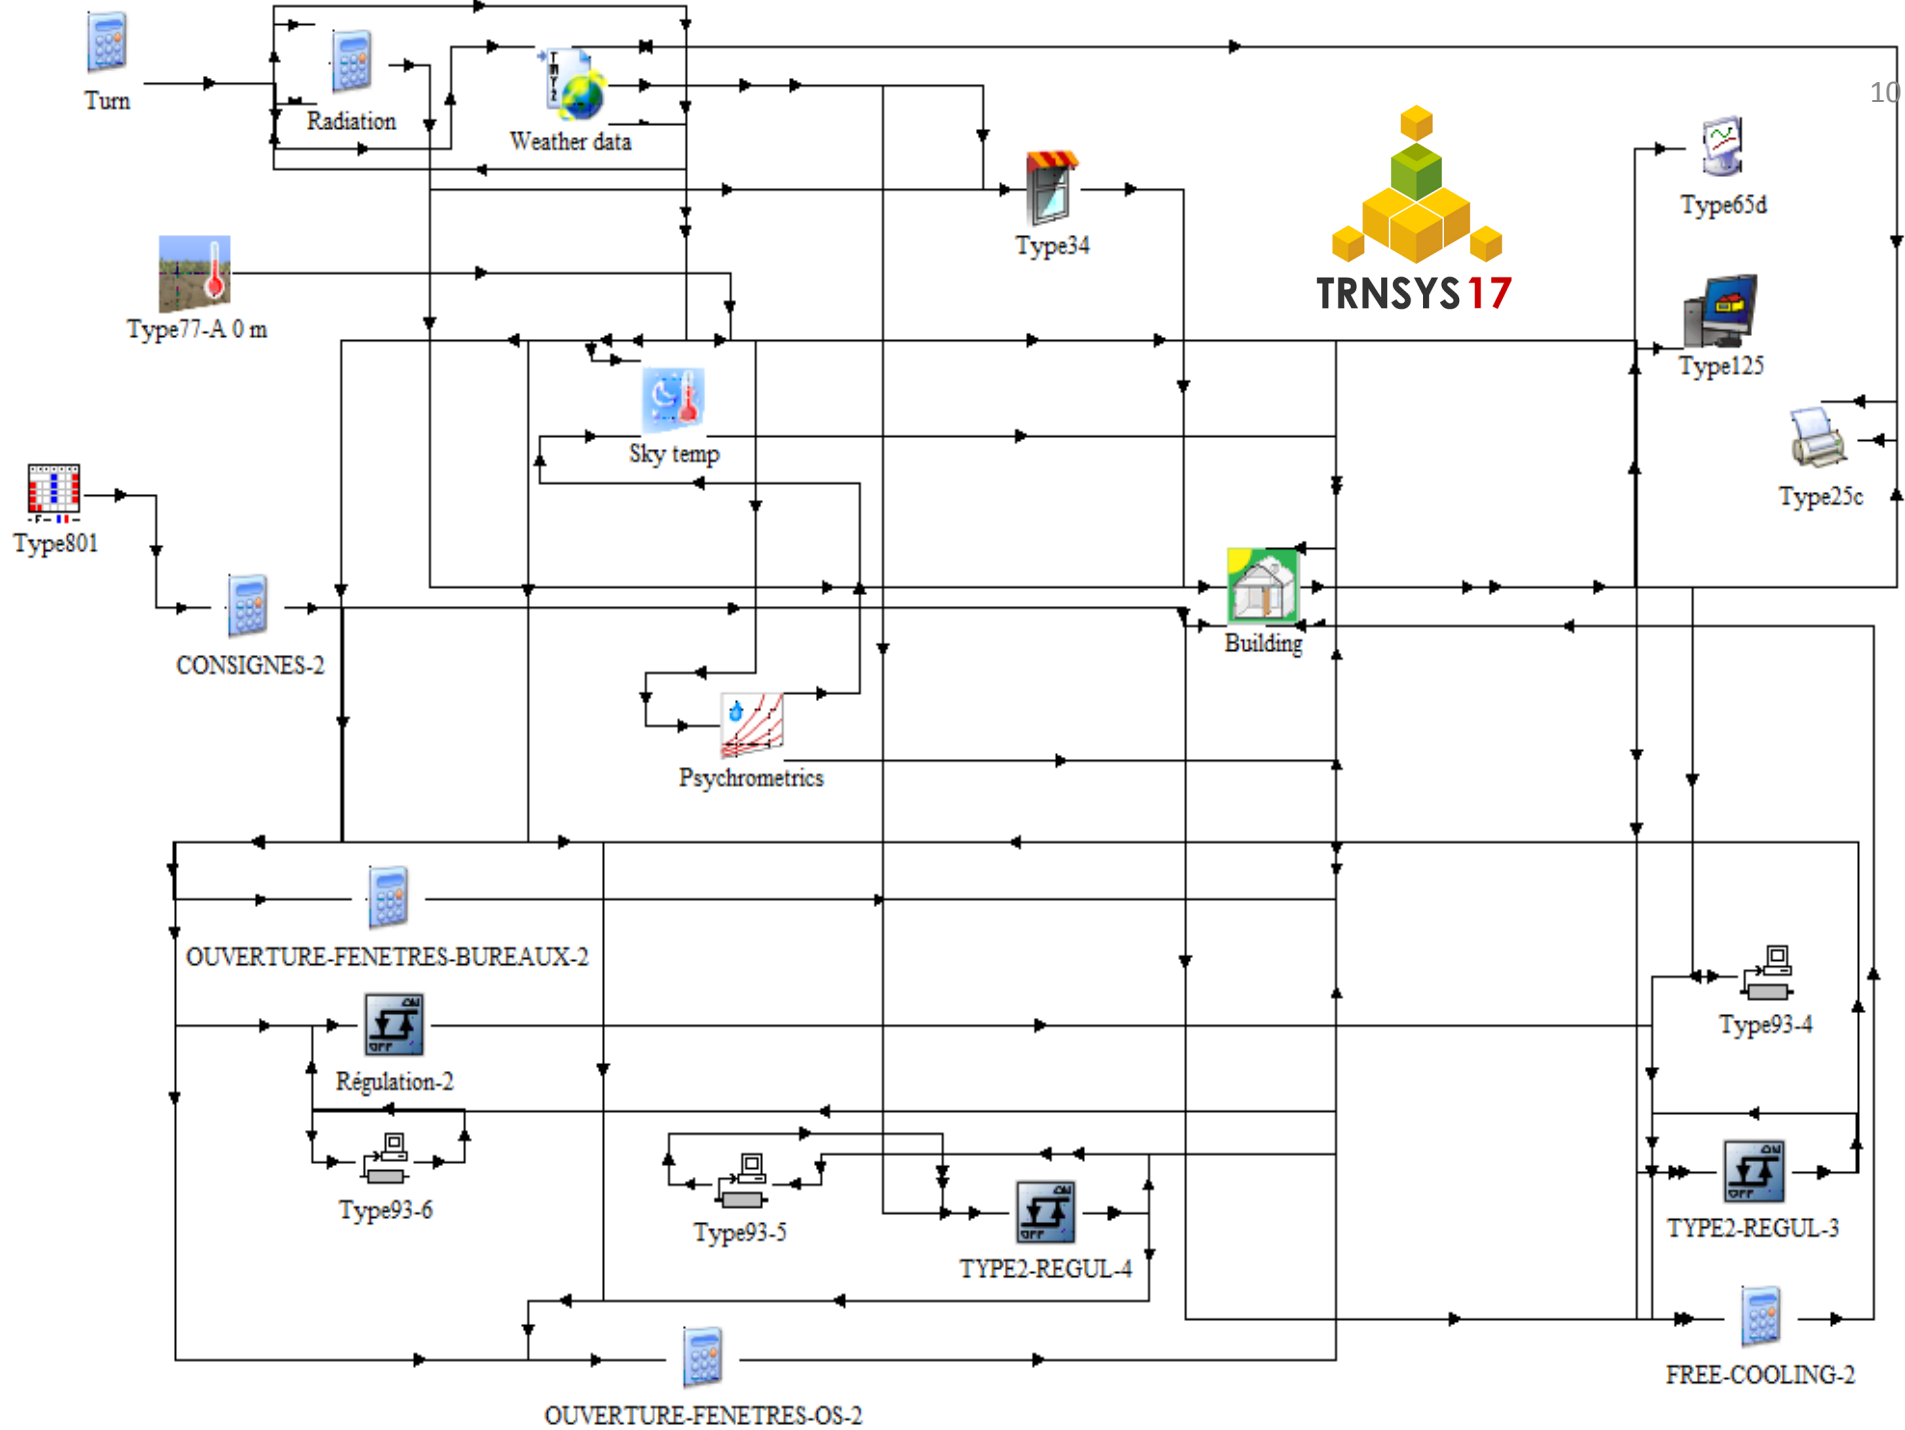 10
Turn
Radiation
Weather data
Type34
TRNSYS 17
Type65d
Type77-A 0 m
Type125
Sky temp
Type25c
Type801
CONSIGNES-2
Building
Psychrometrics
OUVERTURE-FENETRES-BUREAUX-2
Régulation-2
Type93-4
Type93-6
Type93-5
TYPE2-REGUL-4
TYPE2-REGUL-3
FREE-COOLING-2
OUVERTURE-FENETRES-OS-2